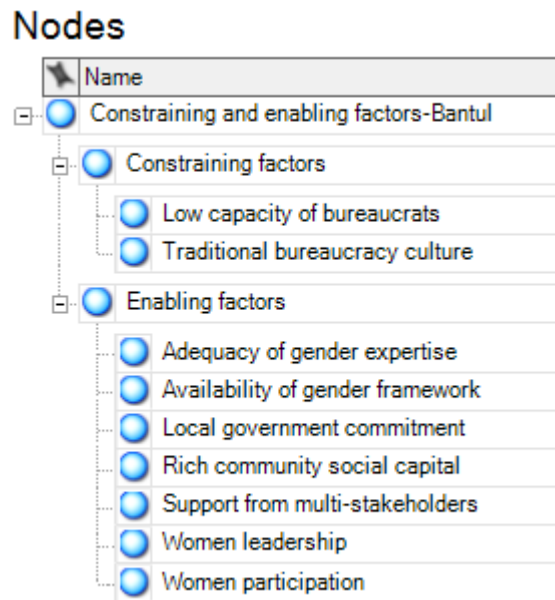 Nodes
Name
Constraining and enabling factors-Bantul
Constraining factors
Low capacity of bureaucrats
Traditional bureaucracy culture
Enabling factors
Adequacy of gender expertise
Availability of gender framework
Local government commitment
Rich community social capital
Support from multi-stakeholders
Women leadership
Women participation